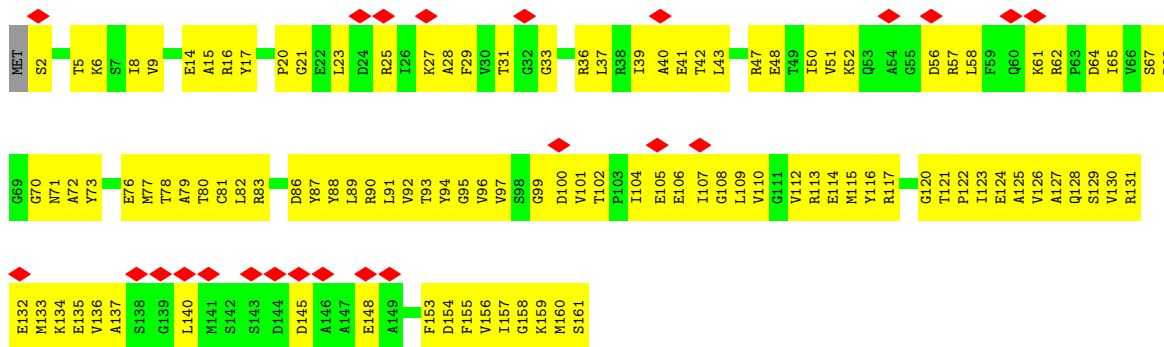 MET S2 T5 K6 S7 I8 V9 E14 A15 R16 Y17 P20 G21 E22 L23 D24 R25 I26 K27 A28 F29 V30 T31 G32 G33 R36 L37 R38 I39 A40 E41 T42 L43 R47 E48 T49 I50 V51 K52 Q53 A54 G55 D56 R57 L58 F59 Q60 K61 R62 P63 D64 I65 V66 S67
G69 G70 N71 A72 Y73 E76 M77 T78 A79 T80 C81 L82 R83 D86 Y87 Y88 L89 R90 L91 V92 T93 Y94 G95 V96 V97 S98 G99 D100 V101 T102 P103 I104 E105 E106 I107 G108 L109 V110 G111 V112 R113 E114 M115 Y116 R117 G120 T121 P122 I123 E124 A125 V126 A127 Q128 S129 V130 R131
E132 M133 K134 E135 V136 A137 S138 G139 L140 M141 S142 S143 D144 D145 A146 A147 E148 A149 F153 D154 F155 V156 I157 G158 K159 M160 S161